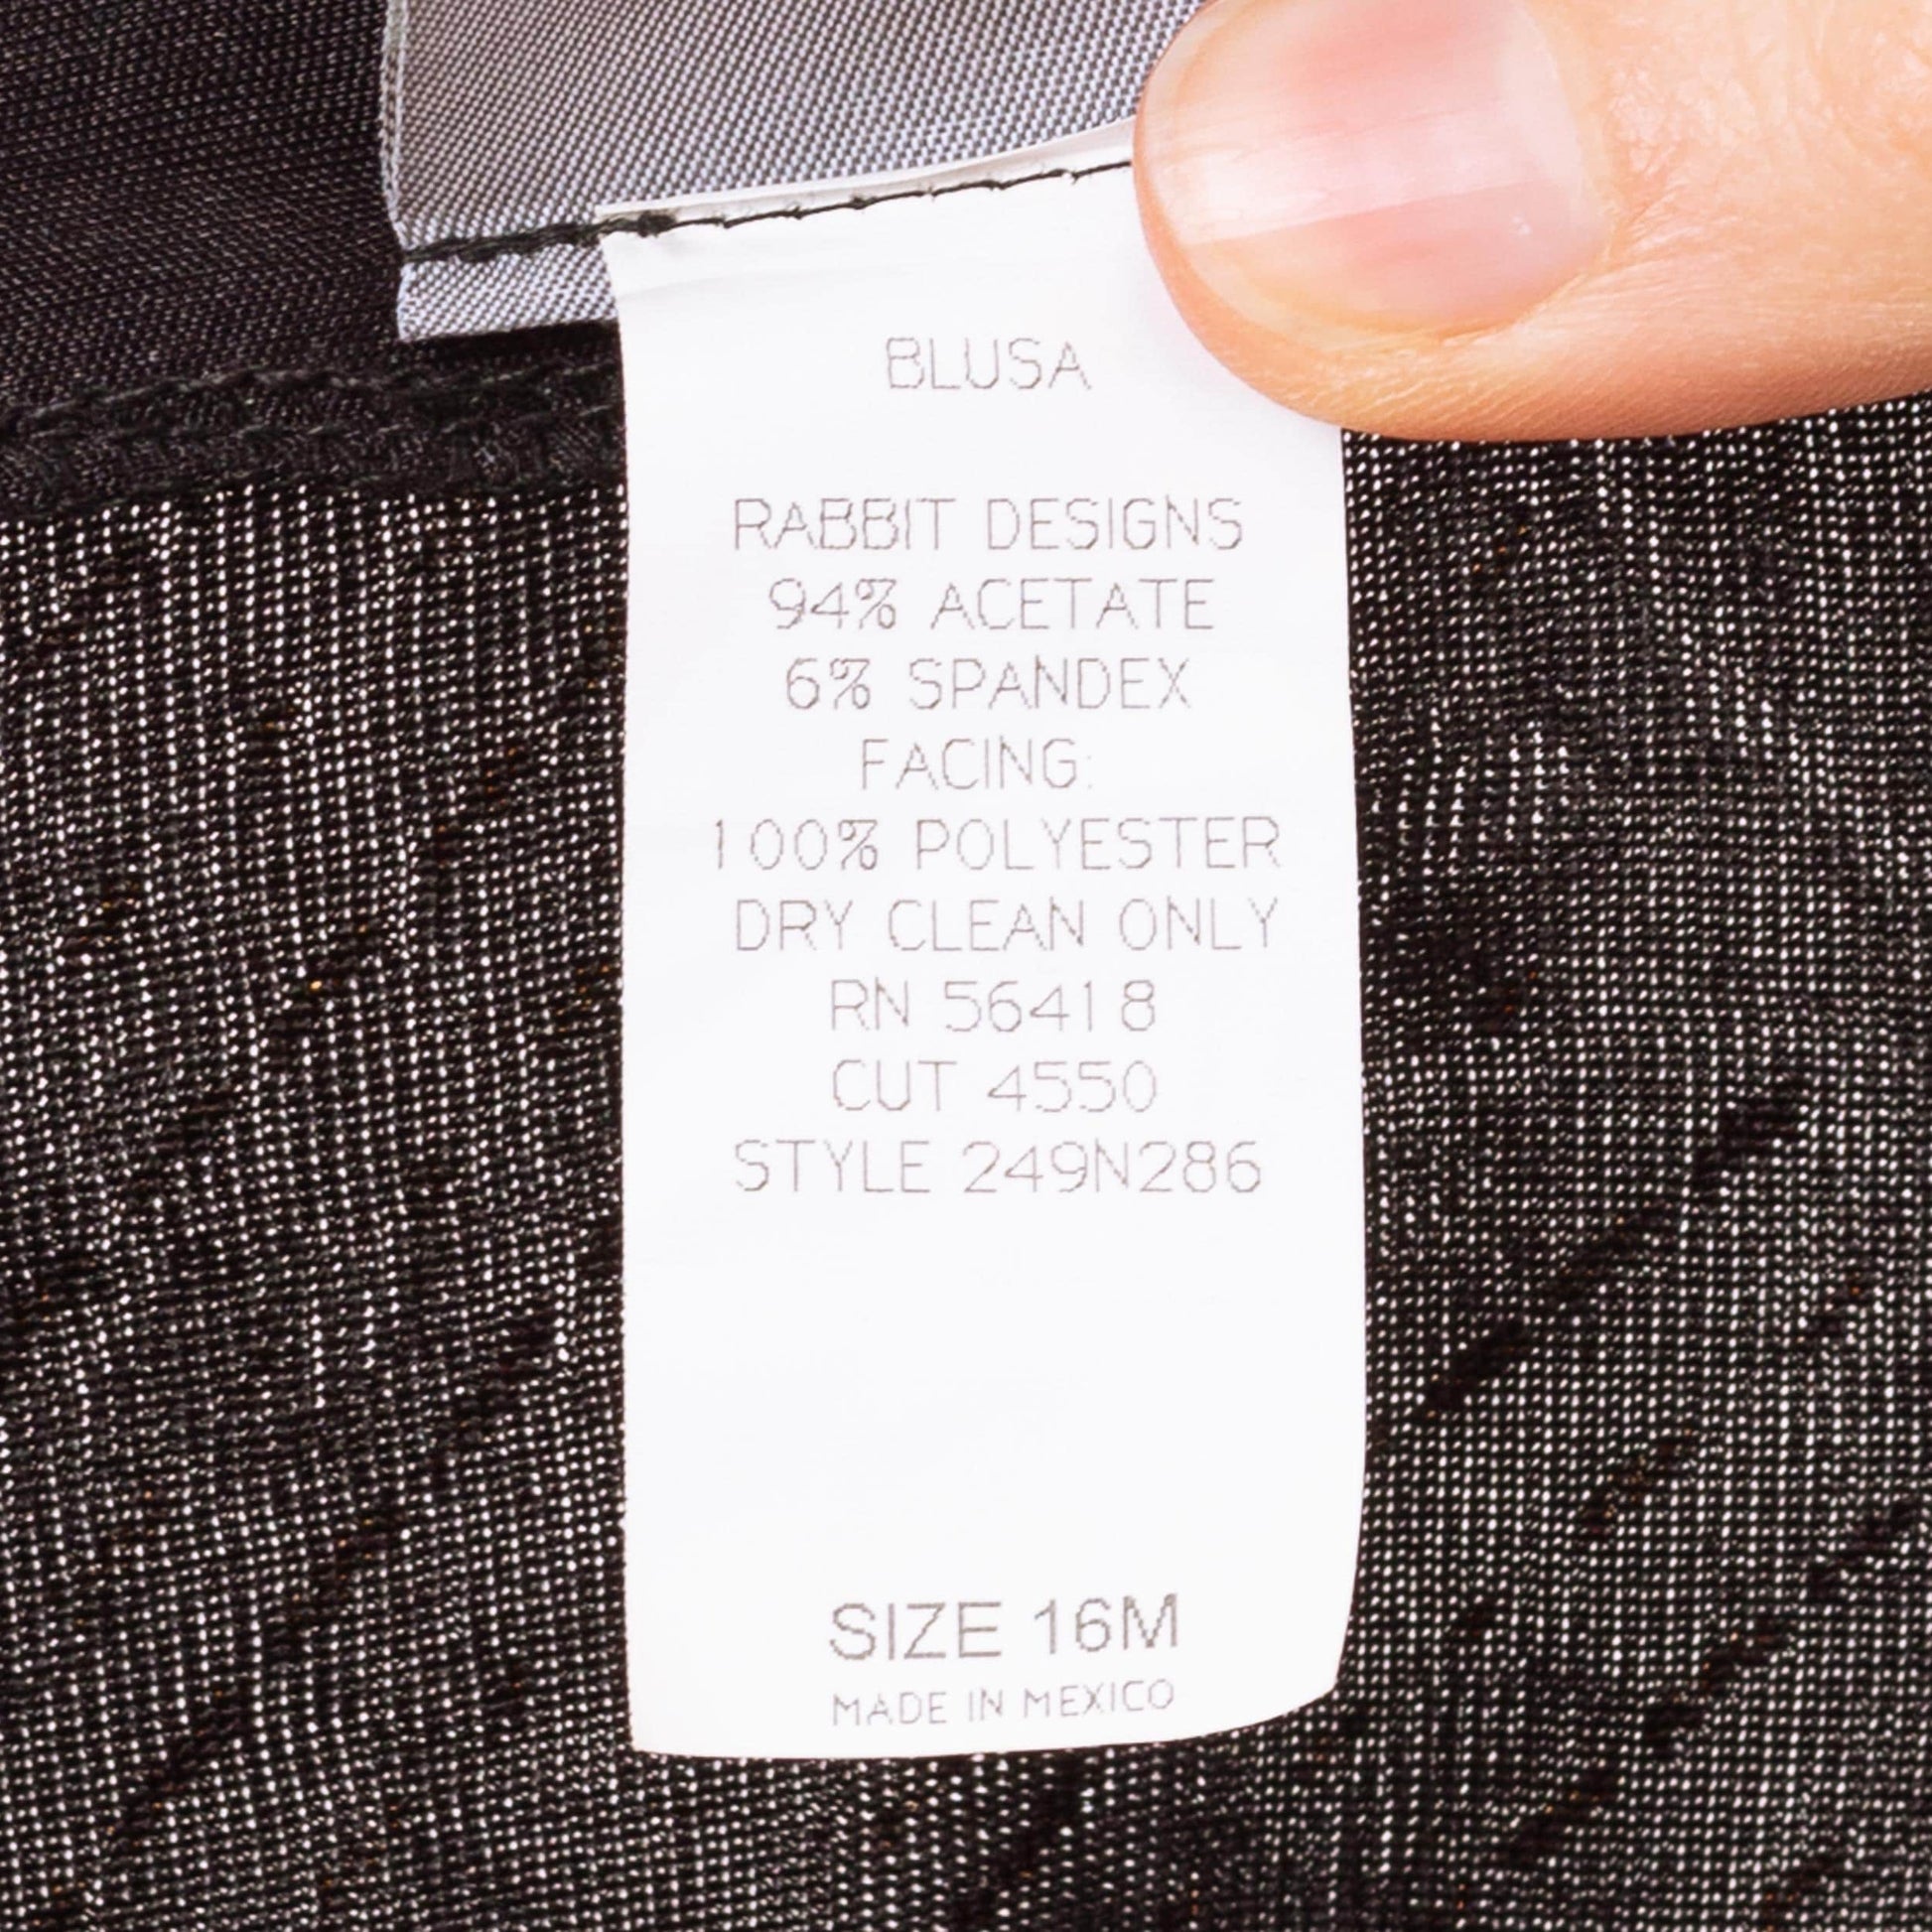 BLUSA
RABBIT DESIGNS
94% ACETATE
6% SPANDEX
FACING:
100% POLYESTER
DRY CLEAN ONLY
RN 56418
CUT 4550
STYLE 249N286
SIZE 16M
MADE IN MEXICO